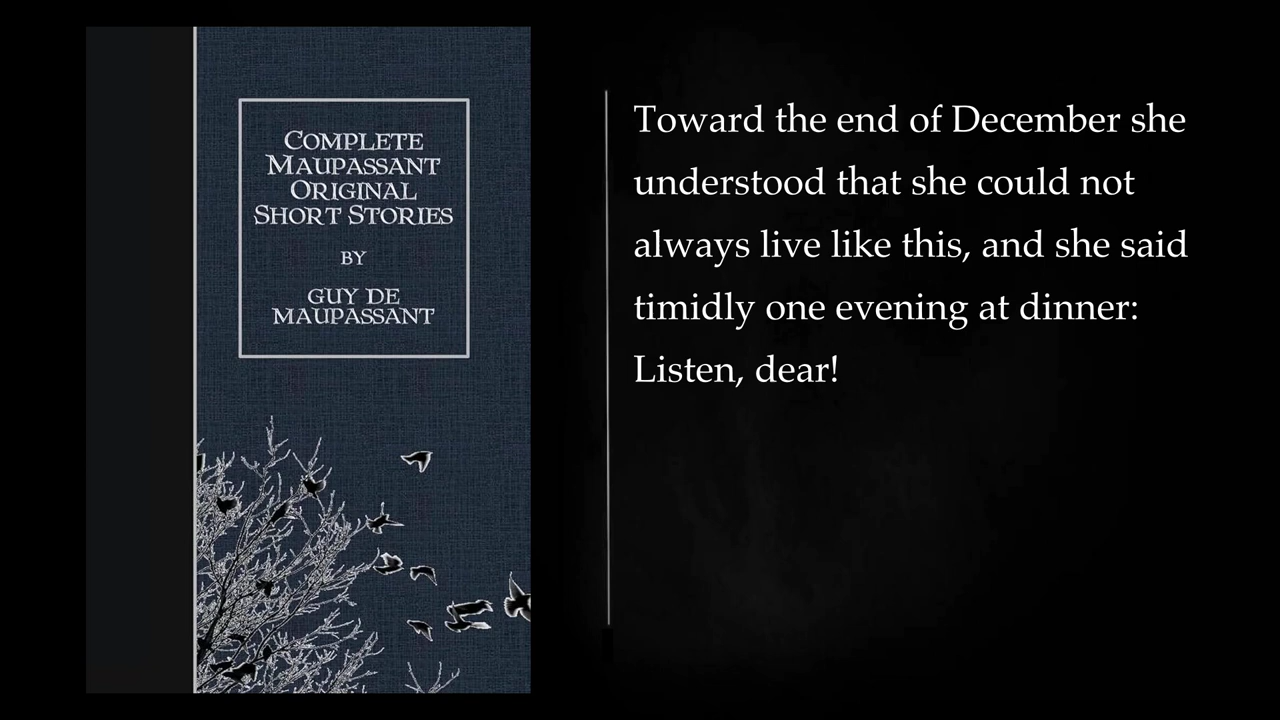 COMPLETE
MAUPASSANT
ORIGINAL
SHORT STORIES
BY
GUY DE
MAUPASSANT
Toward the end of December she
understood that she could not
always live like this, and she said
timidly one evening at dinner:
Listen, dear!